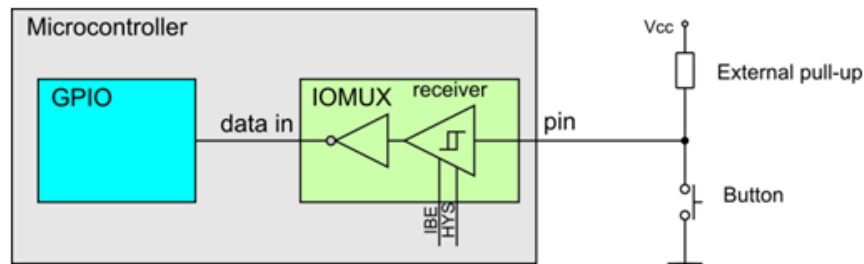 Microcontroller
Vcc
GPIO
IOMUX
receiver
External pull-up
data in
pin
Button
IBE
HYS